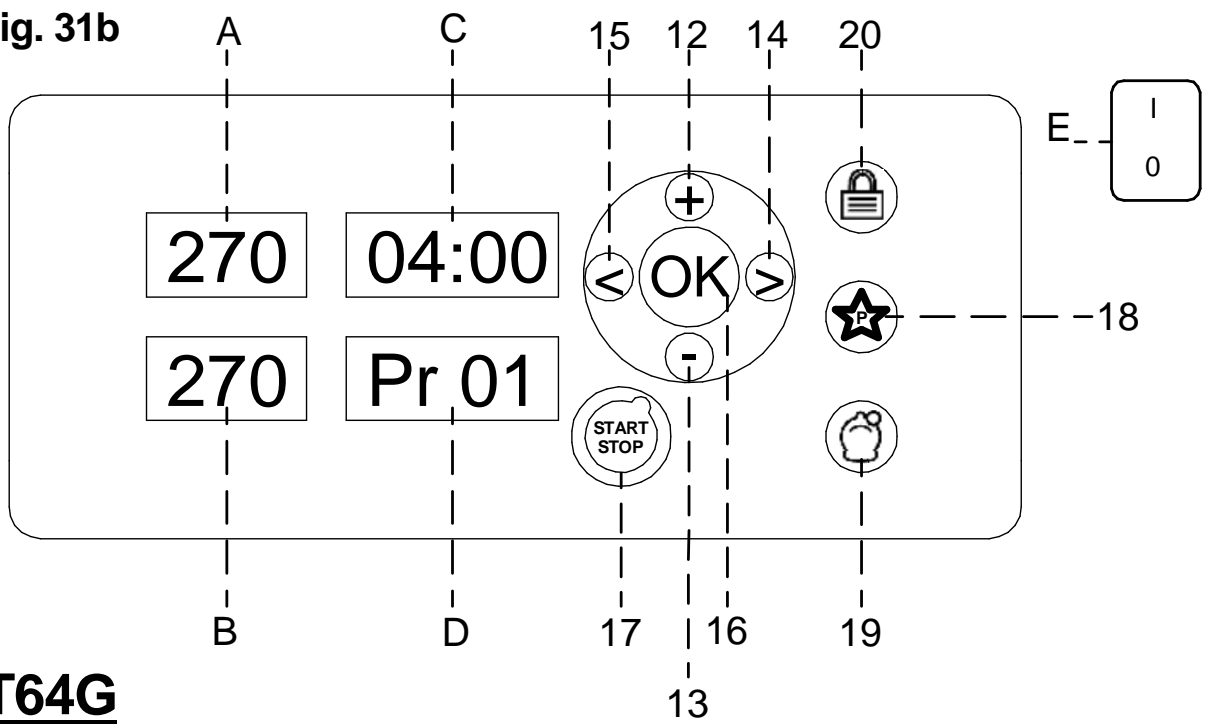 ig. 31b
A C 15 12 14 20
E I
0
+
270 04:00 < OK >
P 18
-
270 Pr 01
START
STOP
B D 17 16 19
13
T64G